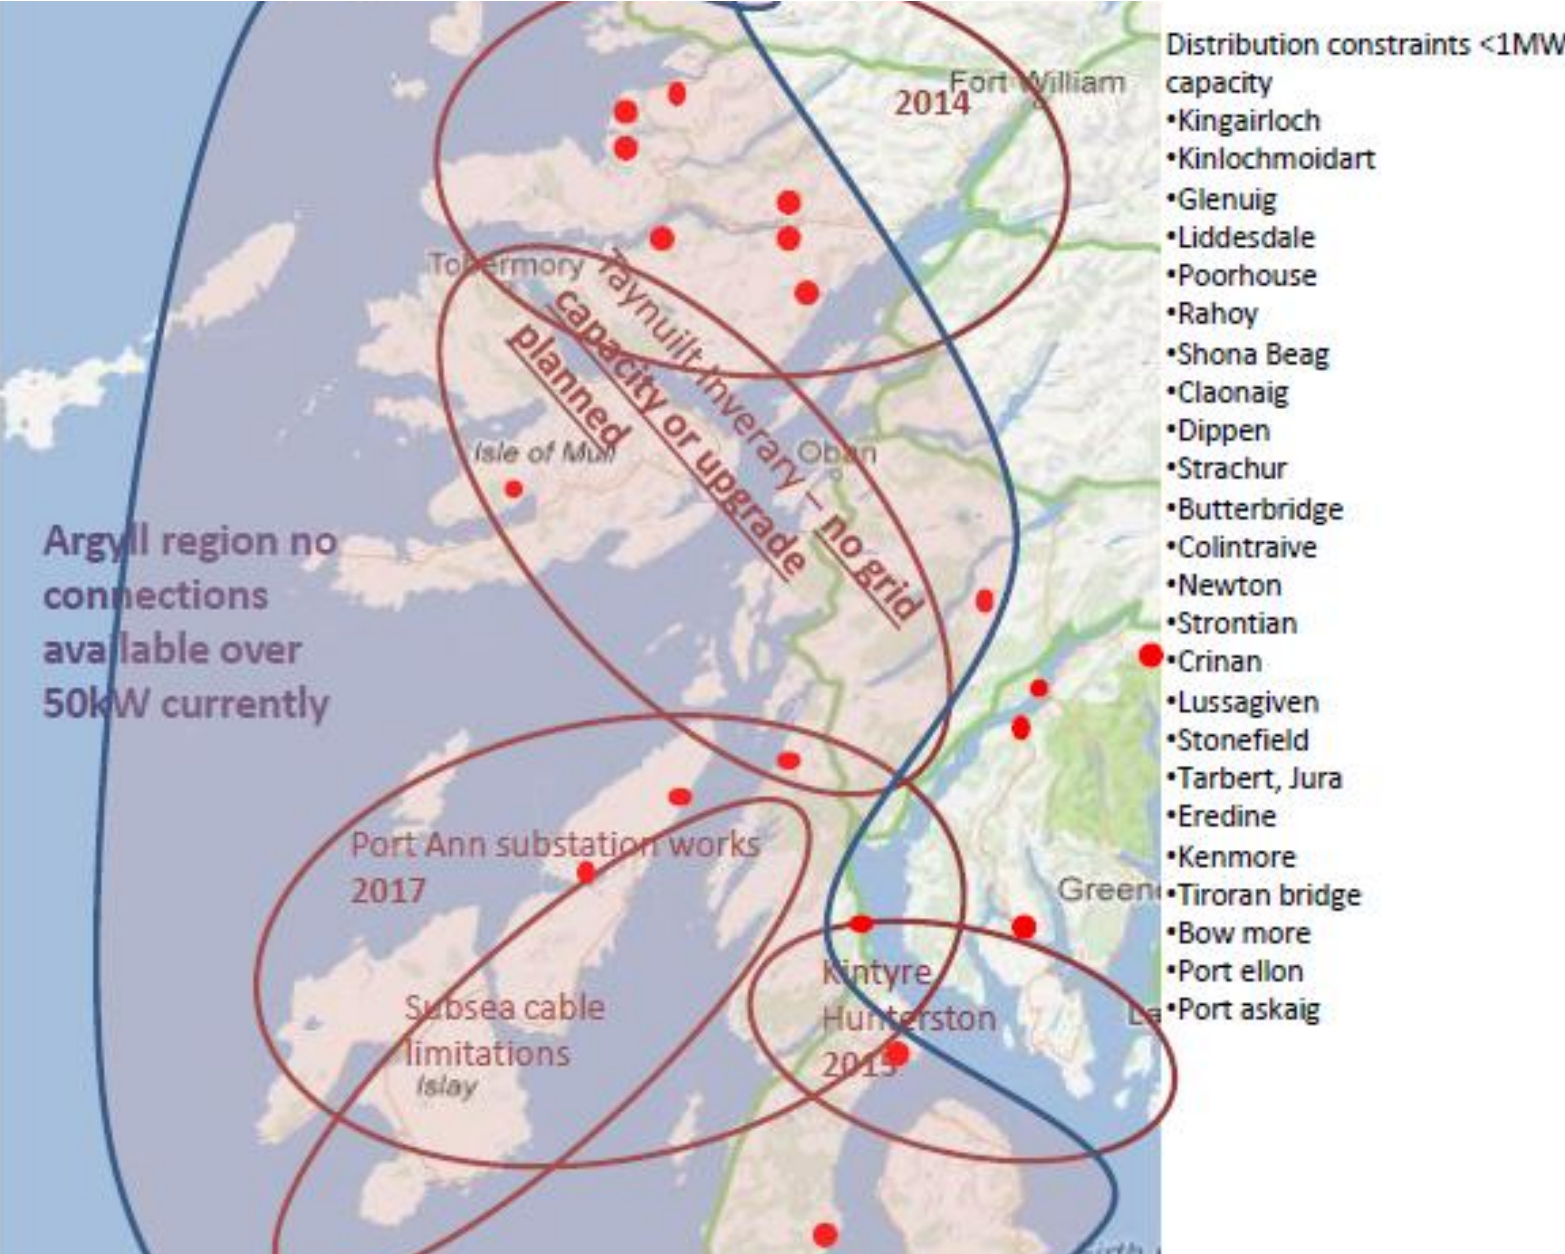 Fort William
2014
Tobermory
Taynuilt-Inverary – no grid
capacity or upgrade
planned
Isle of Mull
Oban
Argyll region no
connections
available over
50kW currently
Port Ann substation works
2017
Subsea cable
limitations
Islay
Kintyre
Hunterston
2015
Distribution constraints <1MW
capacity
•Kingairloch
•Kinlochmoidart
•Glenuig
•Liddesdale
•Poorhouse
•Rahoy
•Shona Beag
•Claonaig
•Dippen
•Strachur
•Butterbridge
•Colintraive
•Newton
•Strontian
•Crinan
•Lussagiven
•Stonefield
•Tarbert, Jura
•Eredine
•Kenmore
•Tiroran bridge
•Bow more
•Port ellon
•Port askaig